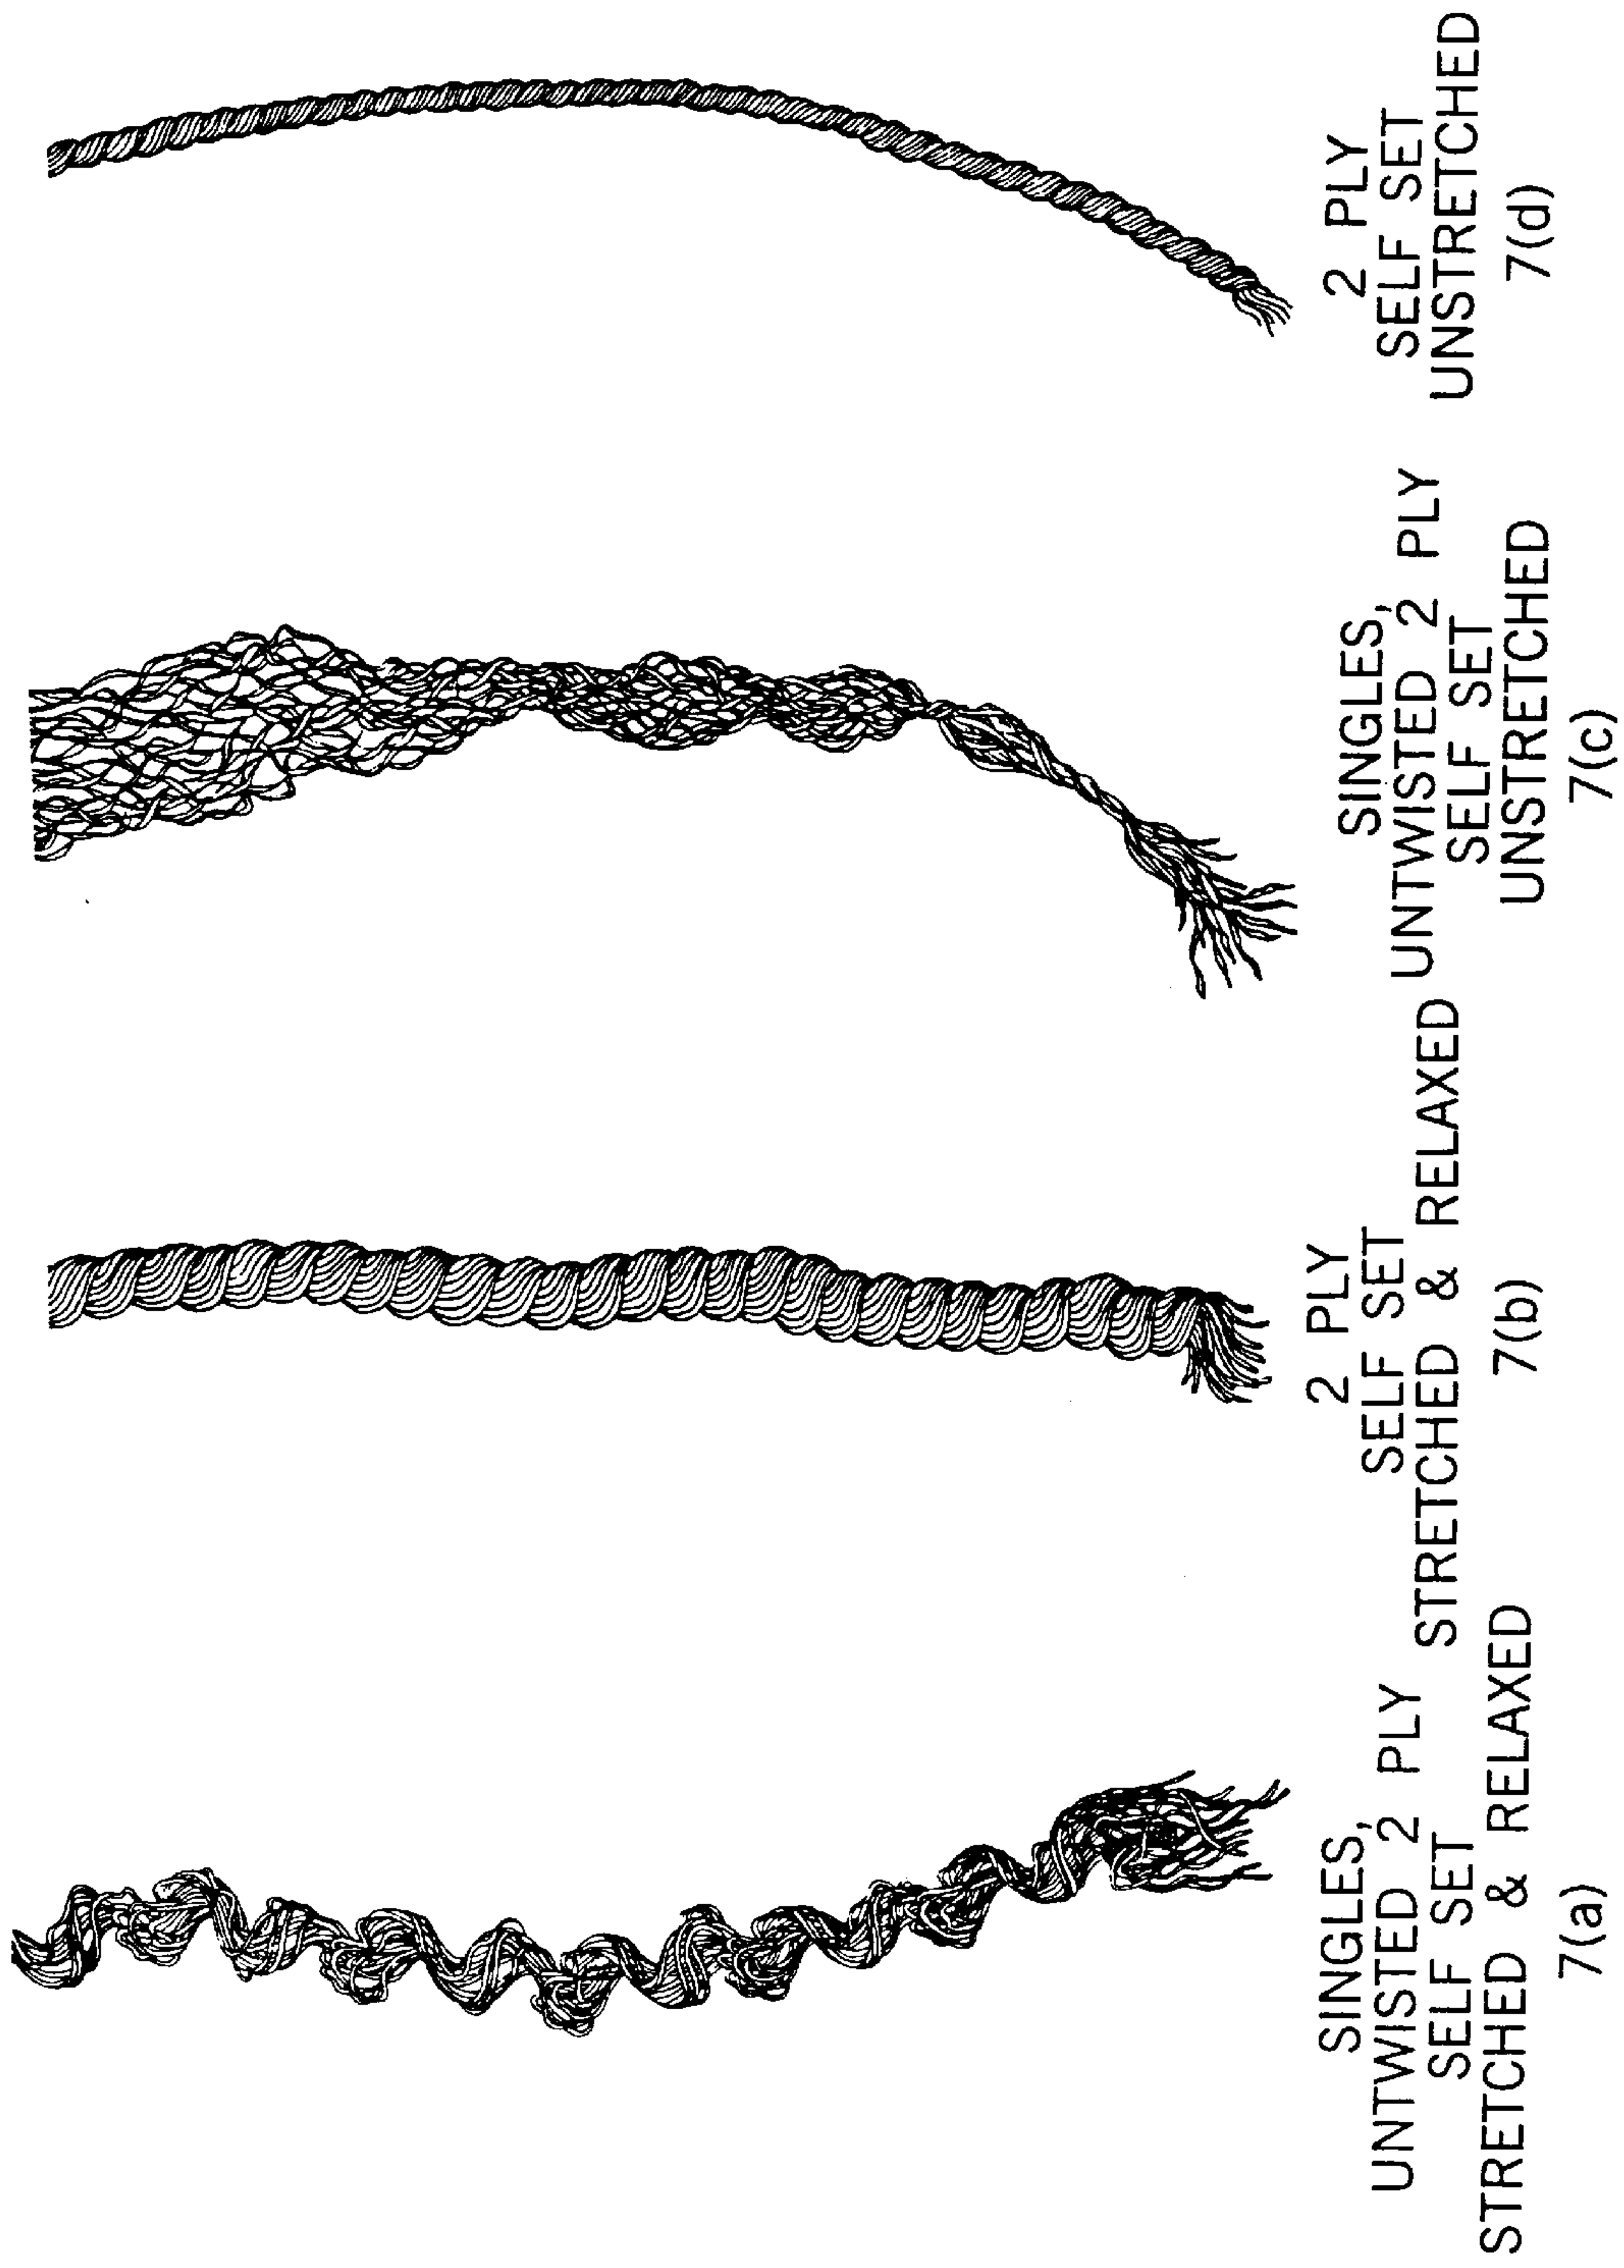 SINGLES,
UNTWISTED 2 PLY
SELF SET
STRETCHED & RELAXED
7(a)
2 PLY
SELF SET
STRETCHED & RELAXED
7(b)
SINGLES,
UNTWISTED 2 PLY
SELF SET
UNSTRETCHED
7(c)
2 PLY
SELF SET
UNSTRETCHED
7(d)